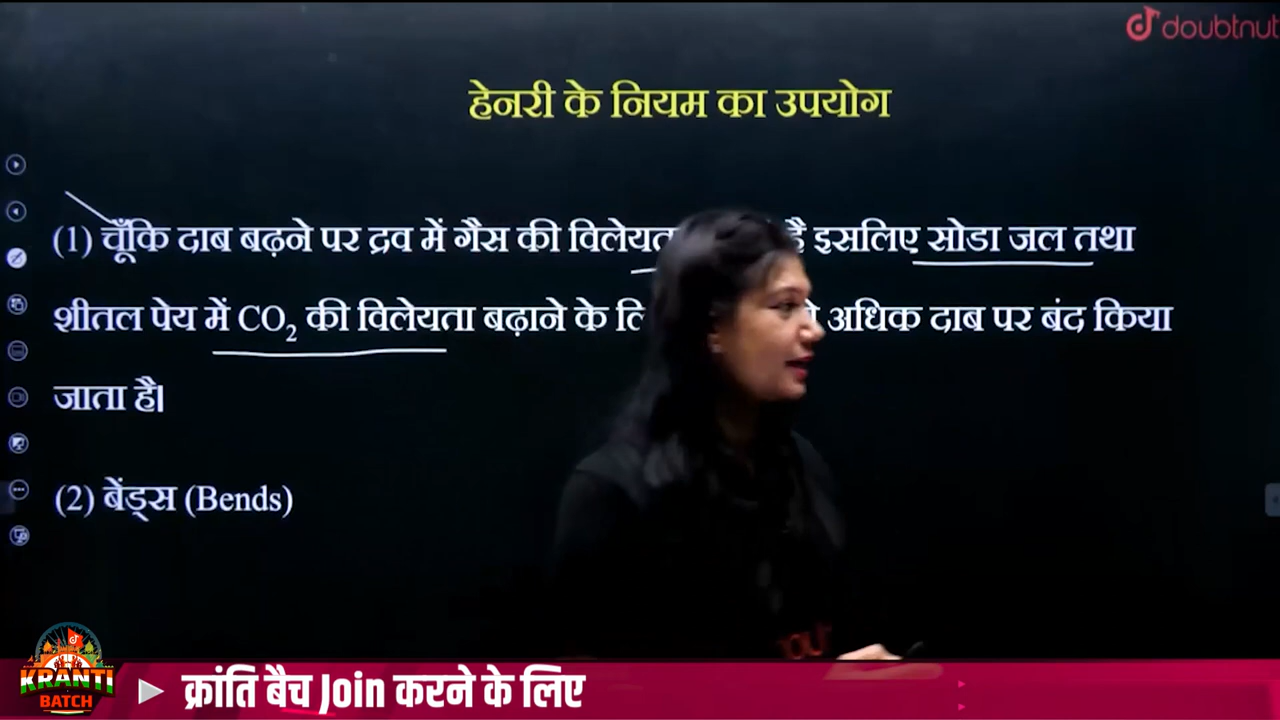 doubtnut
हेनरी के नियम का उपयोग
(1) चूँकि दाब बढ़ने पर द्रव में गैस की है इसलिए सोडा जल तथा
शीतल पेय में CO2 की विलेयता बढ़ाने के अधिक दाब पर बंद किया
जाता है।
(2) बेंड्स (Bends)
KRANTI
BATCH
क्रांति बैच Join करने के लिए